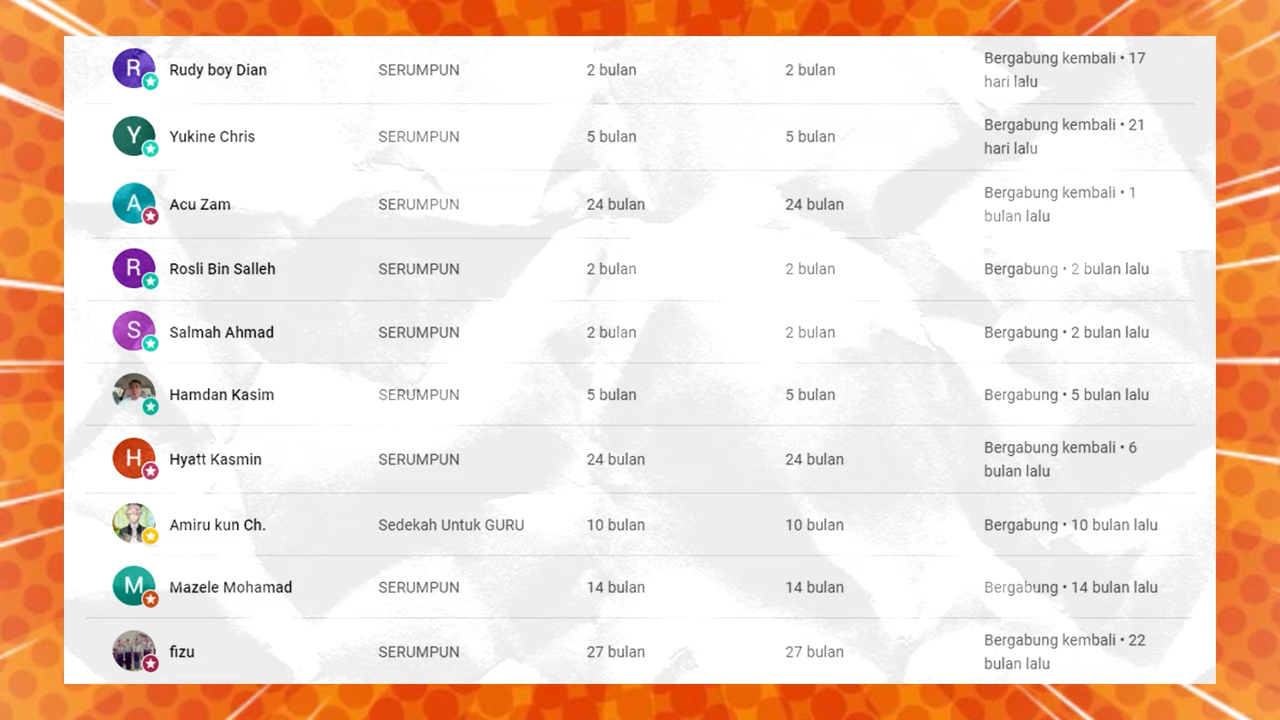 R Rudy boy Dian SERUMPUN 2 bulan 2 bulan Bergabung kembali • 17
hari lalu
Y Yukine Chris SERUMPUN 5 bulan 5 bulan Bergabung kembali • 21
hari lalu
A Acu Zam SERUMPUN 24 bulan 24 bulan Bergabung kembali • 1
bulan lalu
R Rosli Bin Salleh SERUMPUN 2 bulan 2 bulan Bergabung • 2 bulan lalu
S Salmah Ahmad SERUMPUN 2 bulan 2 bulan Bergabung • 2 bulan lalu
Hamdan Kasim SERUMPUN 5 bulan 5 bulan Bergabung • 5 bulan lalu
H Hyatt Kasmin SERUMPUN 24 bulan 24 bulan Bergabung kembali • 6
bulan lalu
Amiru kun Ch. Sedekah Untuk GURU 10 bulan 10 bulan Bergabung • 10 bulan lalu
M Mazele Mohamad SERUMPUN 14 bulan 14 bulan Bergabung • 14 bulan lalu
fizu SERUMPUN 27 bulan 27 bulan Bergabung kembali • 22
bulan lalu